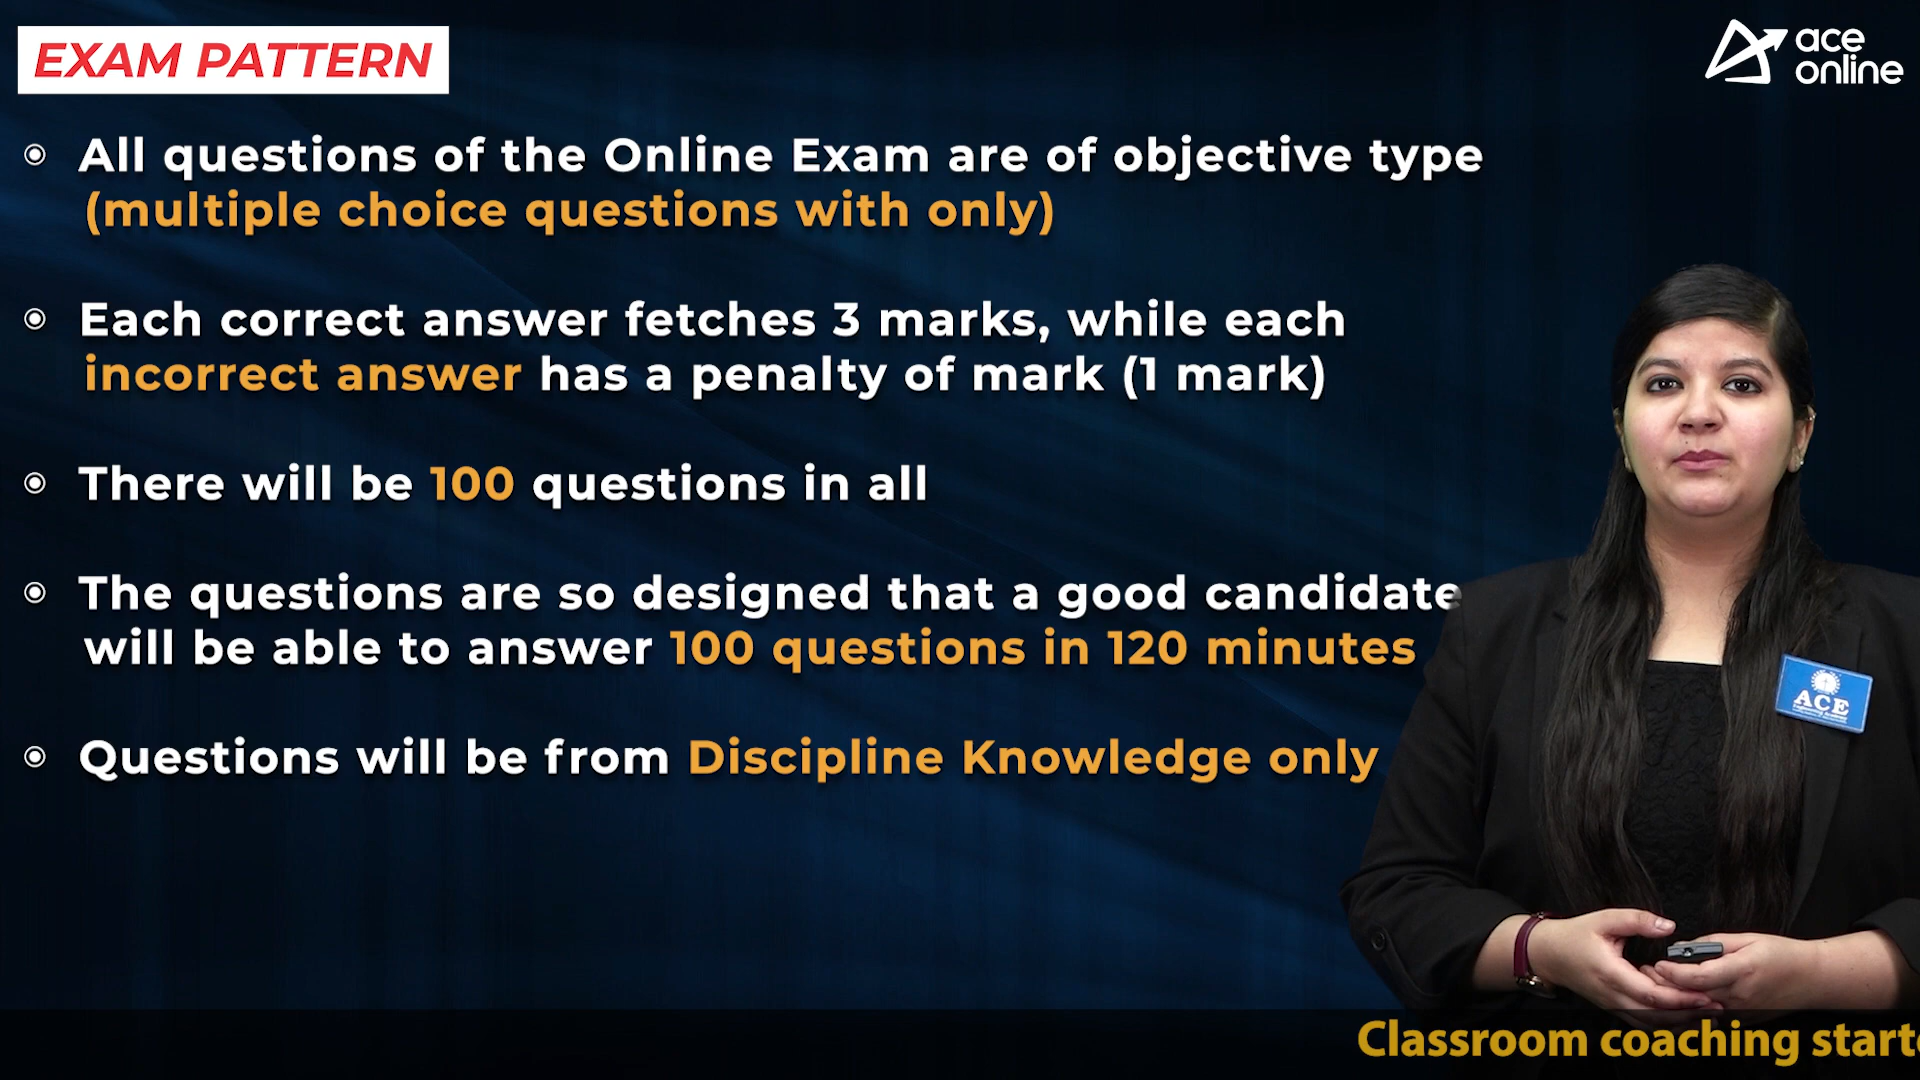 EXAM PATTERN
ace
online
All questions of the Online Exam are of objective type
(multiple choice questions with only)
Each correct answer fetches 3 marks, while each
incorrect answer has a penalty of mark (1 mark)
There will be 100 questions in all
The questions are so designed that a good candidate
will be able to answer 100 questions in 120 minutes
Questions will be from Discipline Knowledge only
ACE
Classroom coaching start